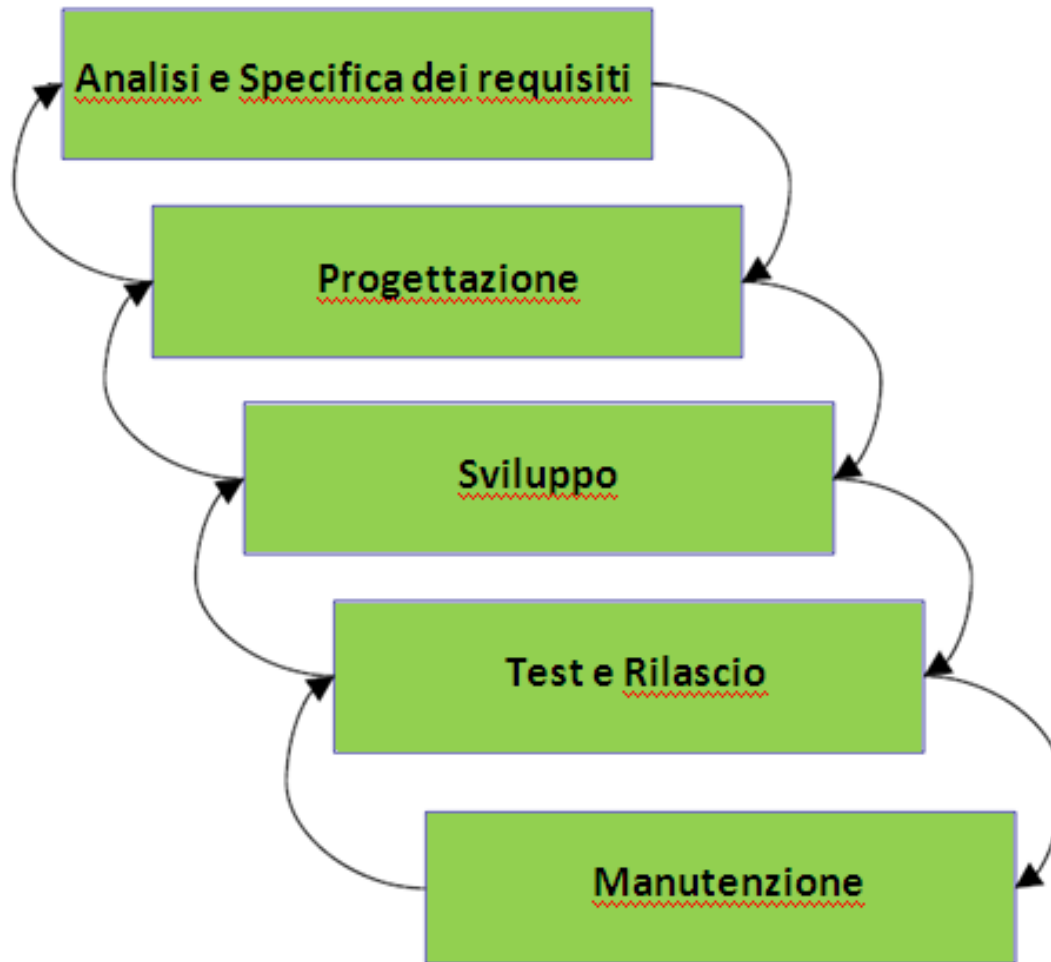 Analisi e Specifica dei requisiti
Progettazione
Sviluppo
Test e Rilascio
Manutenzione